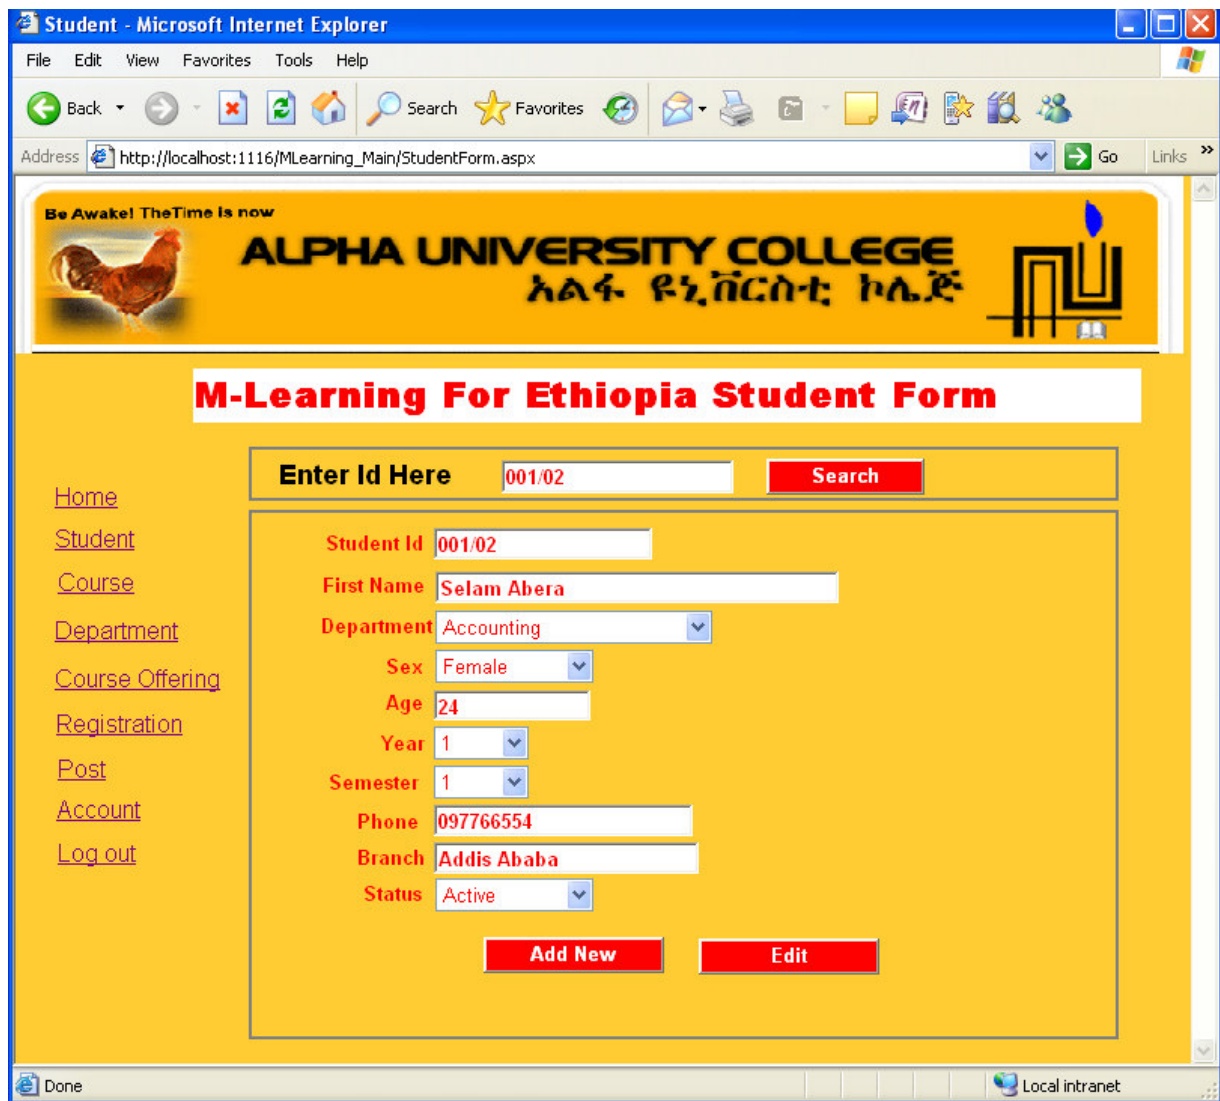 Student - Microsoft Internet Explorer
File Edit View Favorites Tools Help
Back Search Favorites
Address http://localhost:1116/MLearning_Main/StudentForm.aspx Go Links »
Be Awake! TheTime is now
ALPHA UNIVERSITY COLLEGE
አልፋ ዩኒቨርስቲ ኮሌጅ
M-Learning For Ethiopia Student Form
Enter Id Here 001/02 Search
Home
Student
Course
Department
Course Offering
Registration
Post
Account
Log out
Student Id 001/02
First Name Selam Abera
Department Accounting
Sex Female
Age 24
Year 1
Semester 1
Phone 097766554
Branch Addis Ababa
Status Active
Add New Edit
Done Local intranet